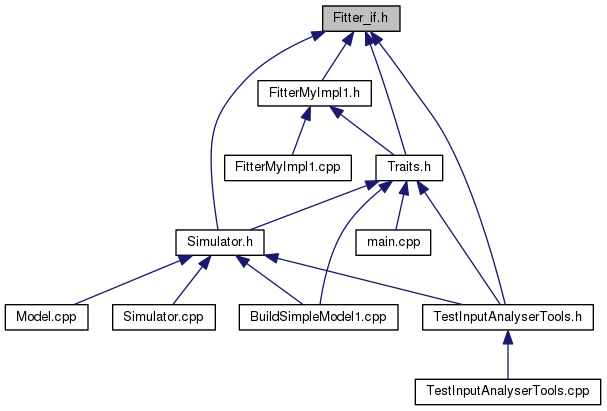 Fitter_if.h
FitterMyImpl1.h
FitterMyImpl1.cpp
Traits.h
Simulator.h
main.cpp
Model.cpp
Simulator.cpp
BuildSimpleModel1.cpp
TestInputAnalyserTools.h
TestInputAnalyserTools.cpp